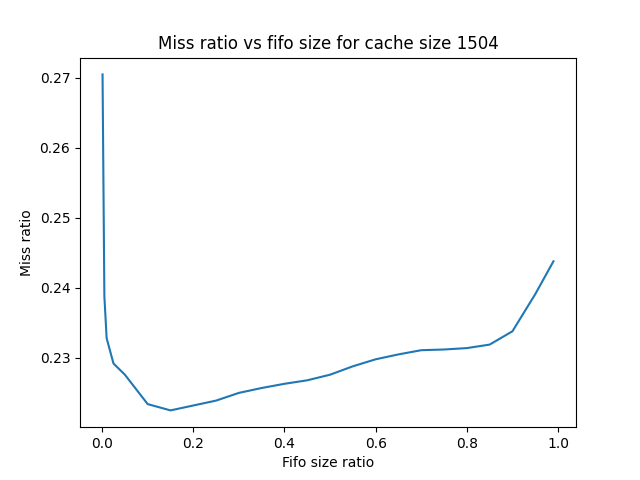 Miss ratio vs fifo size for cache size 1504
0.27
0.26
0.25
0.24
0.23
Miss ratio
0.0 0.2 0.4 0.6 0.8 1.0
Fifo size ratio